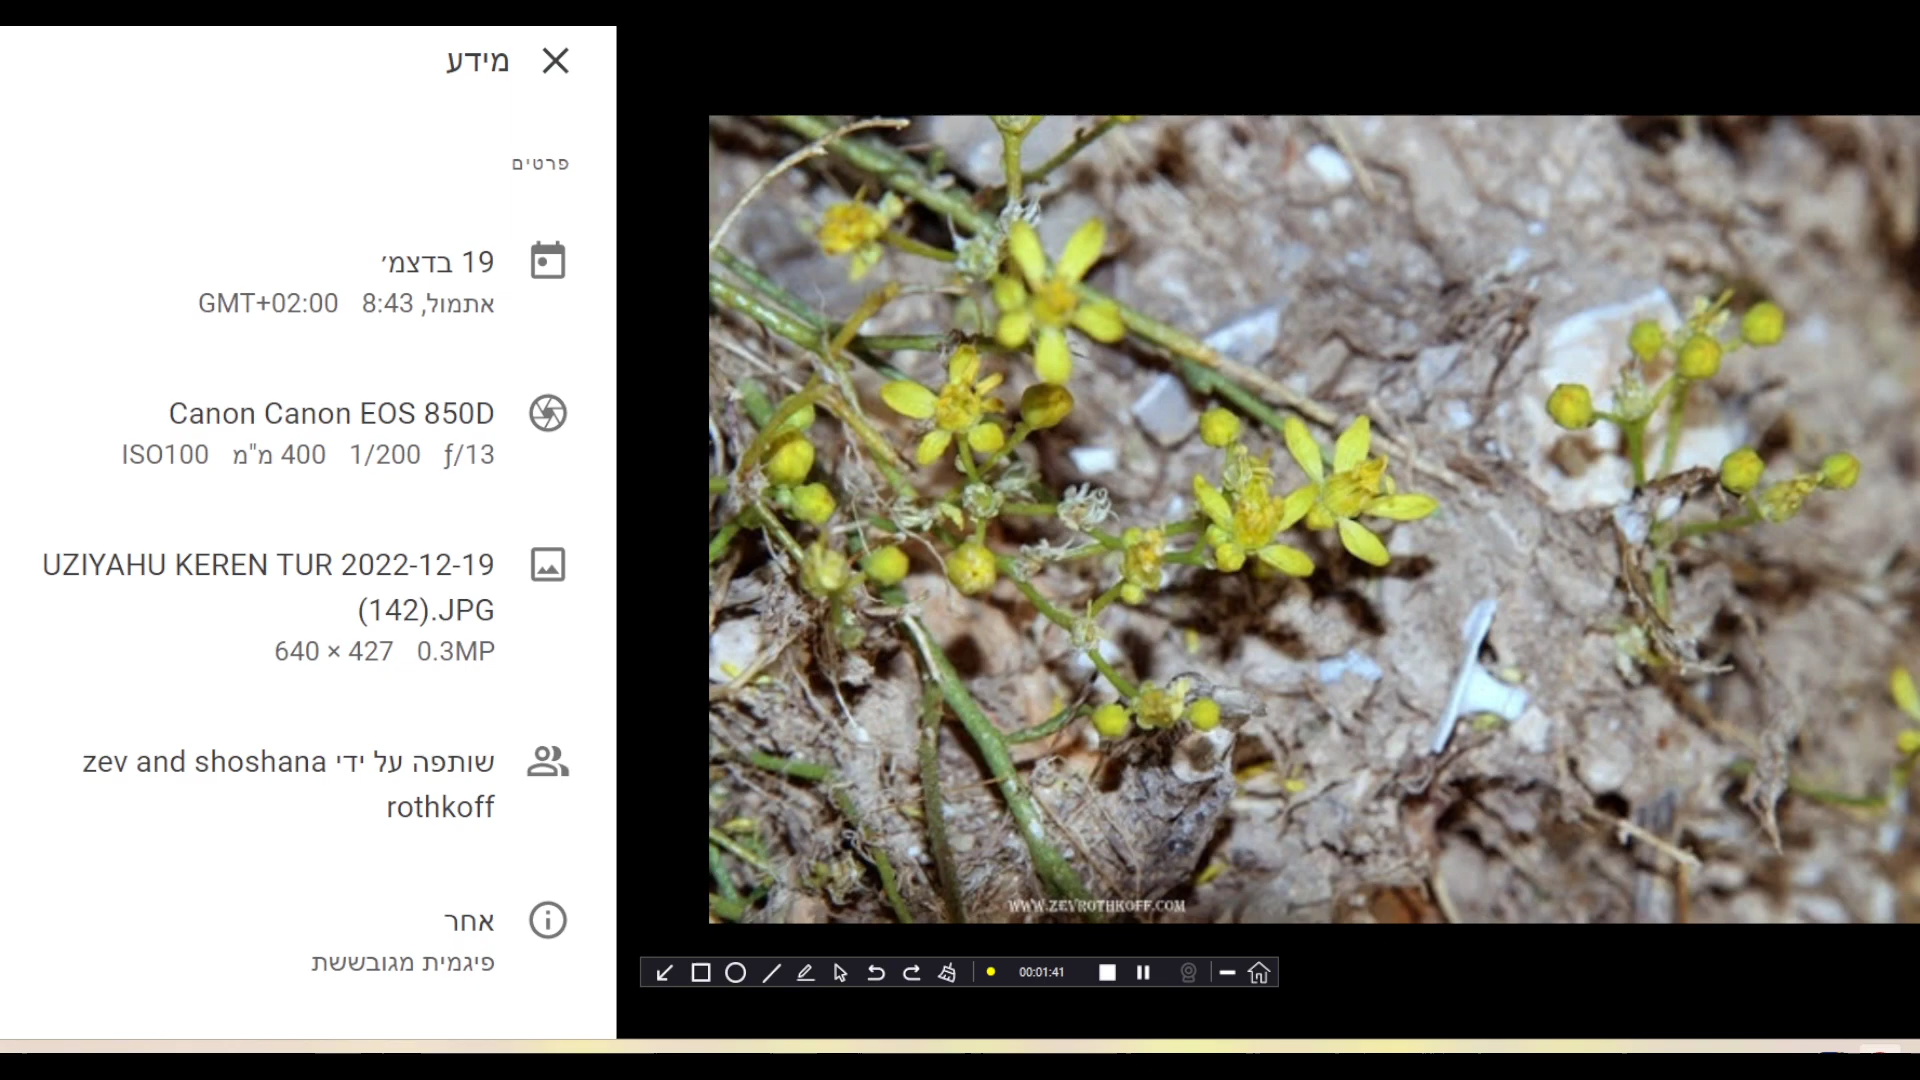 מידע
פרטים
19 בדצמ׳
אתמול, 8:43 GMT+02:00
Canon Canon EOS 850D
ƒ/13 1/200 400 מ"מ ISO100
UZIYAHU KEREN TUR 2022-12-19
(142).JPG
640 × 427 0.3MP
שותפה על ידי zev and shoshana
rothkoff
אחר
פיגמית מגובששת
WWW.ZEVROTHKOFF.COM
00:01:41